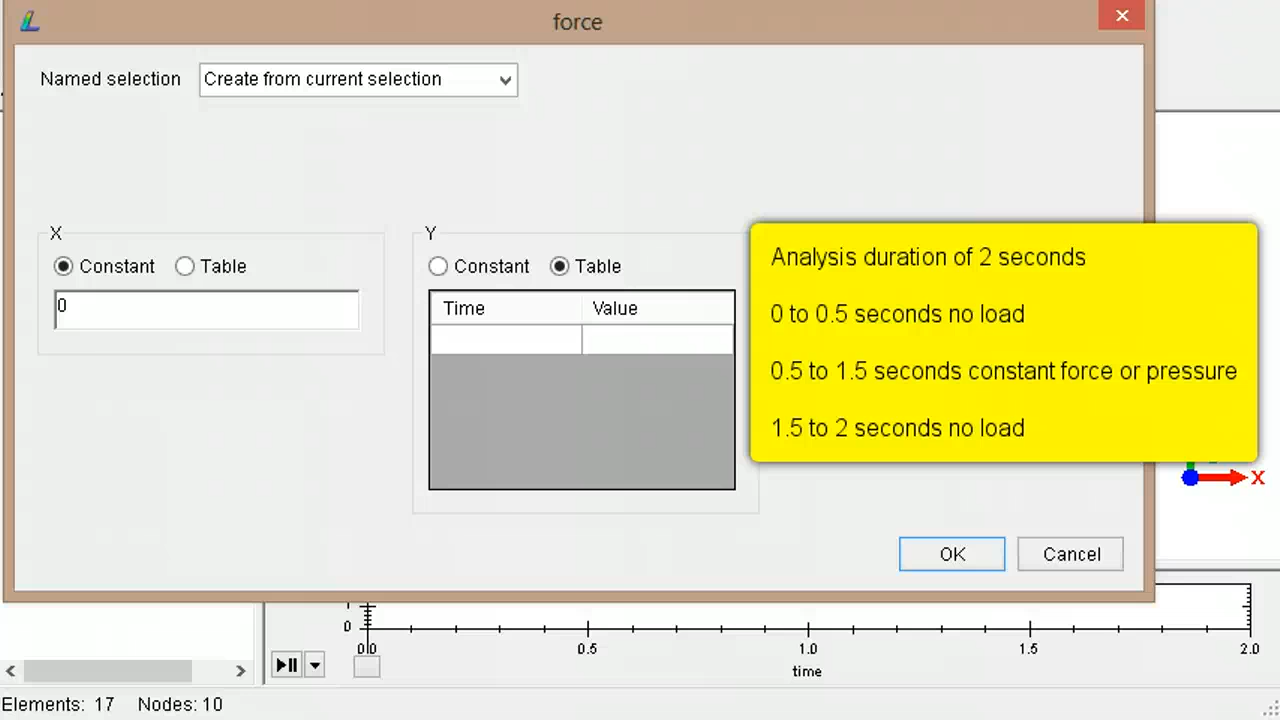 force
Named selection
Create from current selection
X
Constant
Table
0
Y
Constant
Table
Time
Value
Analysis duration of 2 seconds
0 to 0.5 seconds no load
0.5 to 1.5 seconds constant force or pressure
1.5 to 2 seconds no load
X
OK
Cancel
0
0.0
0.5
1.0
1.5
2.0
time
Elements: 17
Nodes: 10